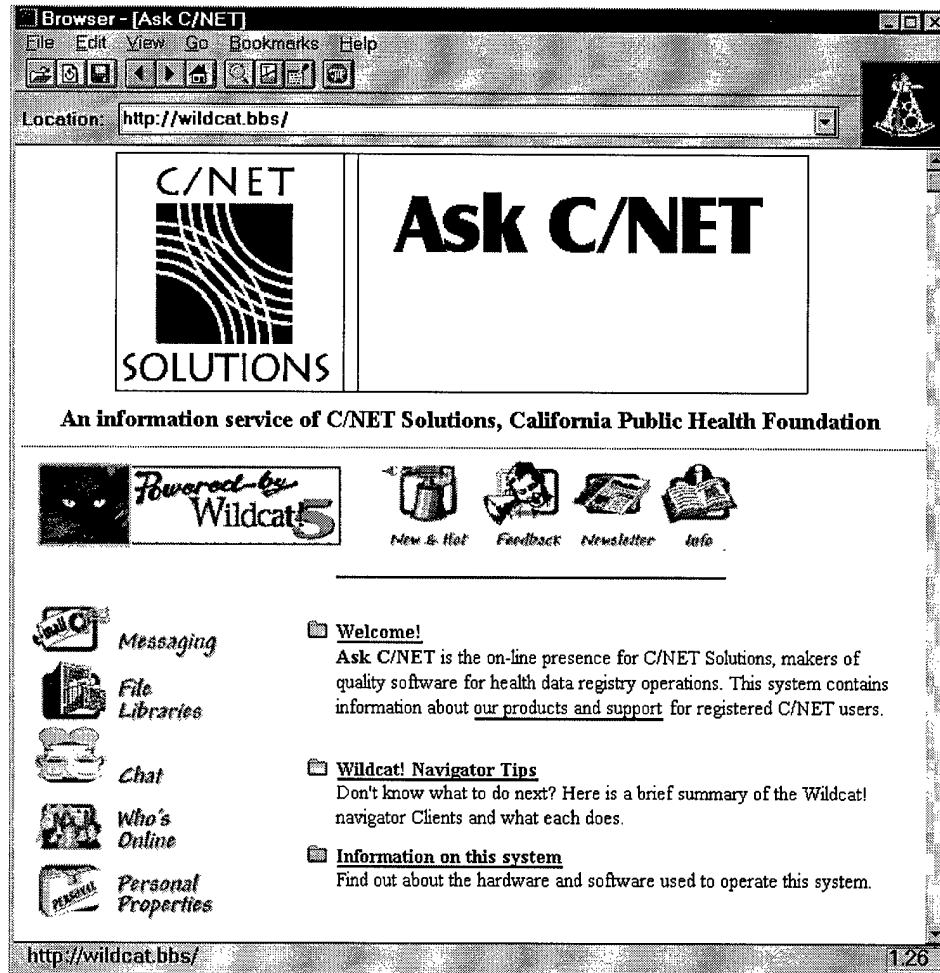 Browser - [Ask C/NET]
File Edit View Go Bookmarks Help
Location: http://wildcat.bbs/
C/NET
SOLUTIONS
Ask C/NET
An information service of C/NET Solutions, California Public Health Foundation
Powered by
Wildcat! 5
New & Hot Feedback Newsletter Info
e-mail
Messaging
File
Libraries
Chat
Who's
Online
PERSONAL
Personal
Properties
Welcome!
Ask C/NET is the on-line presence for C/NET Solutions, makers of
quality software for health data registry operations. This system contains
information about our products and support for registered C/NET users.
Wildcat! Navigator Tips
Don't know what to do next? Here is a brief summary of the Wildcat!
navigator Clients and what each does.
Information on this system
Find out about the hardware and software used to operate this system.
http://wildcat.bbs/ 1.26